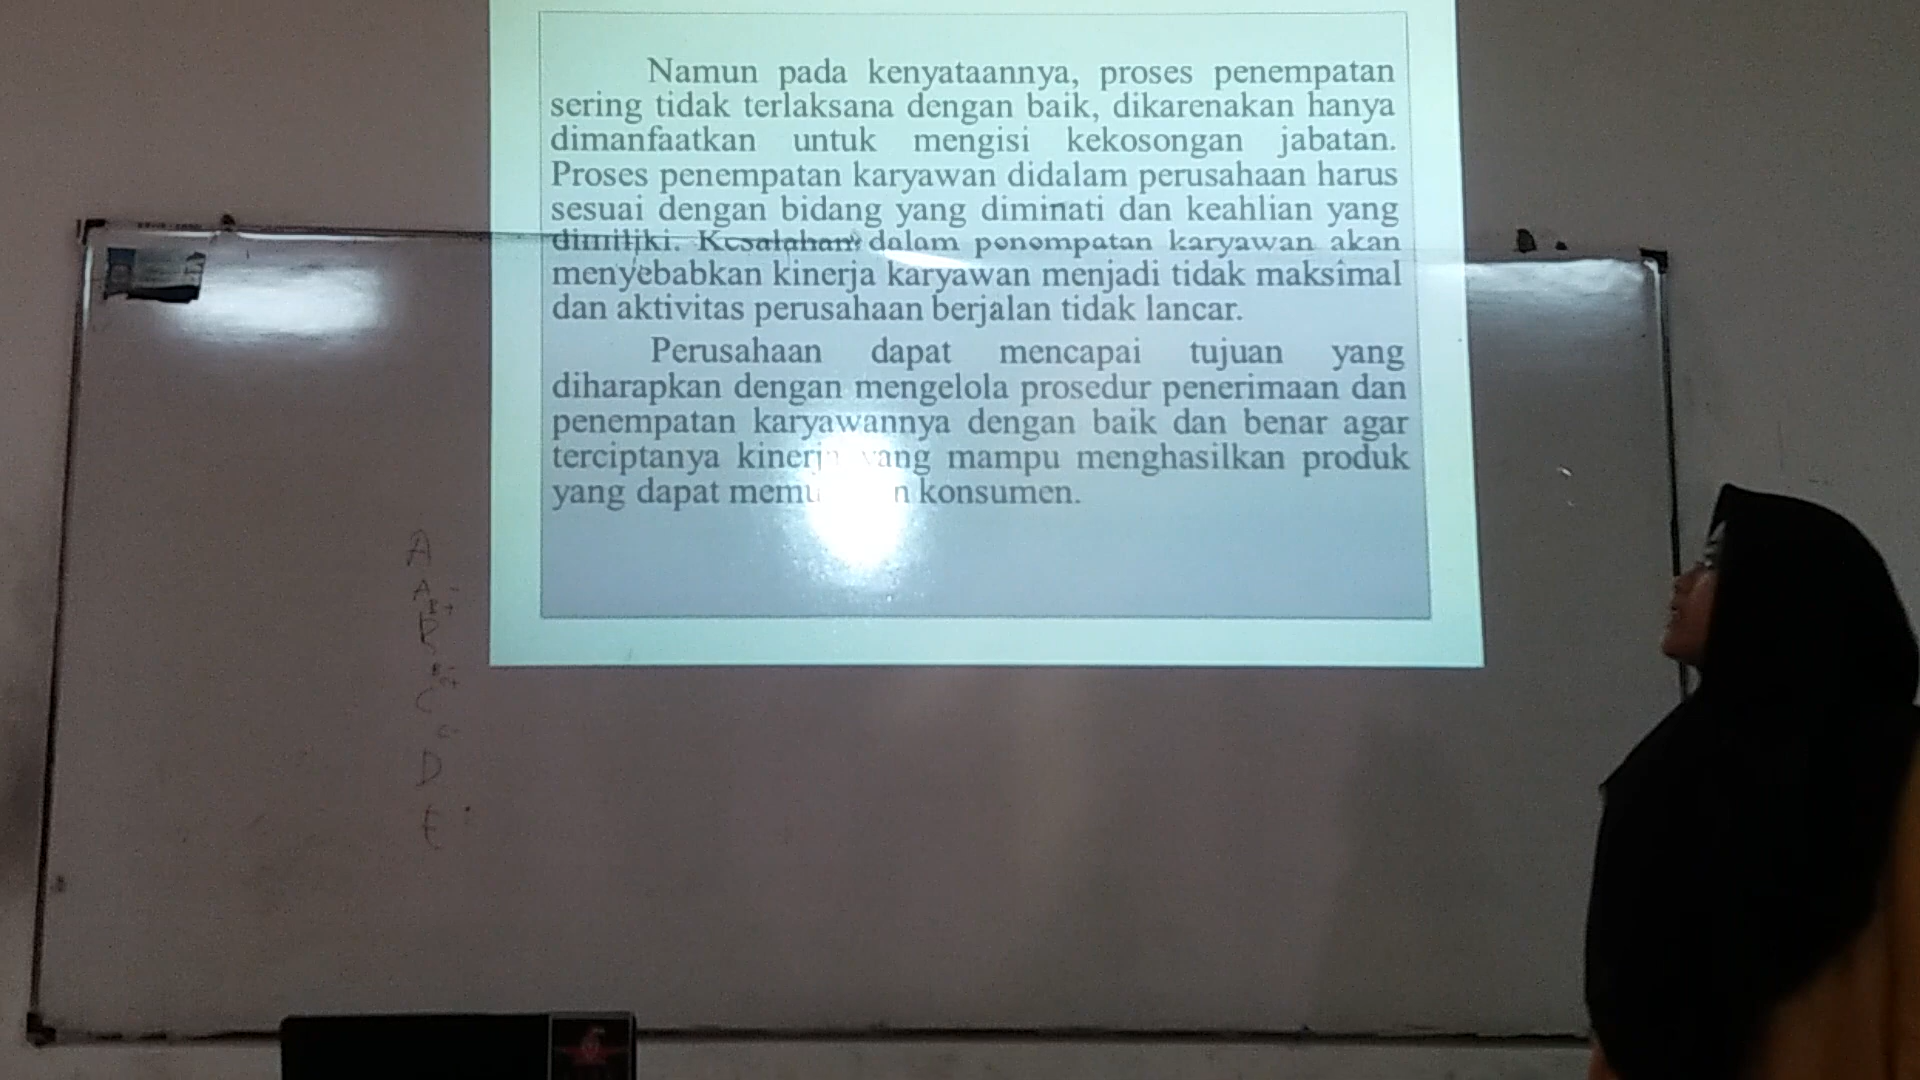 Namun pada kenyataannya, proses penempatan
sering tidak terlaksana dengan baik, dikarenakan hanya
dimanfaatkan untuk mengisi kekosongan jabatan.
Proses penempatan karyawan didalam perusahaan harus
sesuai dengan bidang yang diminati dan keahlian yang
dimiliki. Kesalahan dalam penempatan karyawan akan
menyebabkan kinerja karyawan menjadi tidak maksimal
dan aktivitas perusahaan berjalan tidak lancar.
Perusahaan dapat mencapai tujuan yang
diharapkan dengan mengelola prosedur penerimaan dan
penempatan karyawannya dengan baik dan benar agar
terciptanya kinerja yang mampu menghasilkan produk
yang dapat konsumen.
A
A-
B+
B
B-
C+
C
C-
D
E